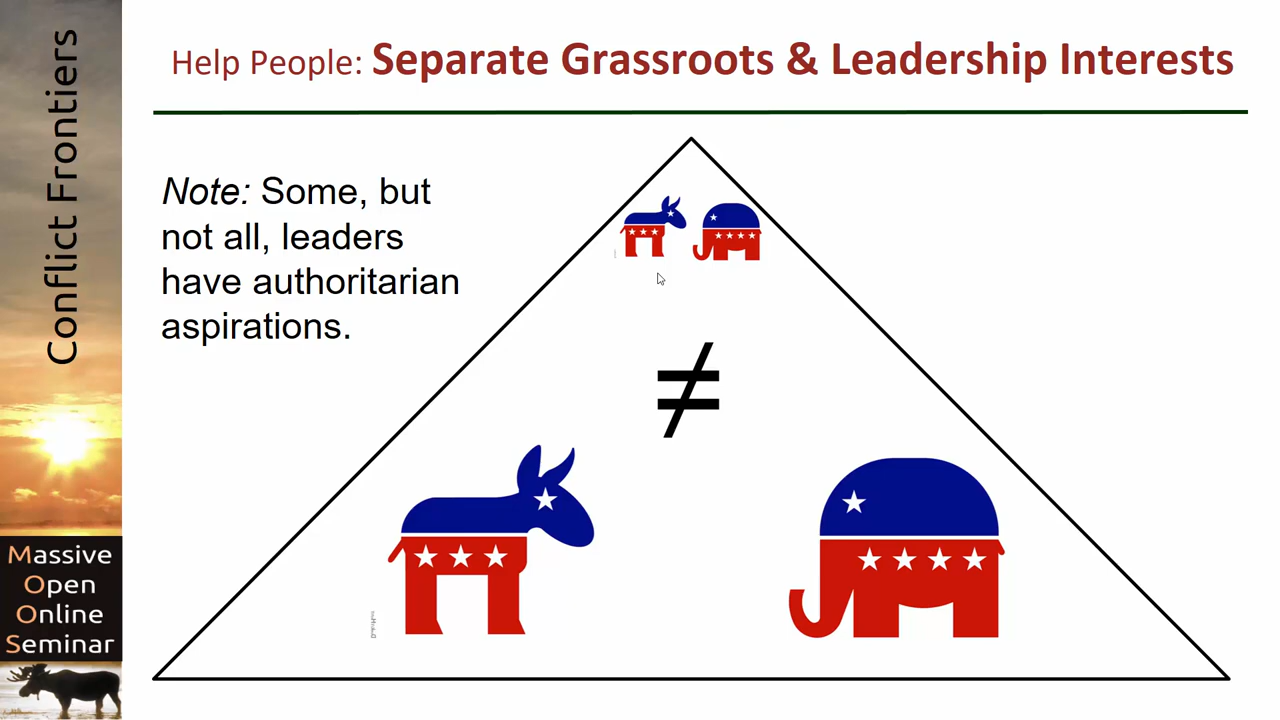 Conflict Frontiers
Help People: Separate Grassroots & Leadership Interests
Note: Some, but
not all, leaders
have authoritarian
aspirations.
≠
Massive
Open
Online
Seminar